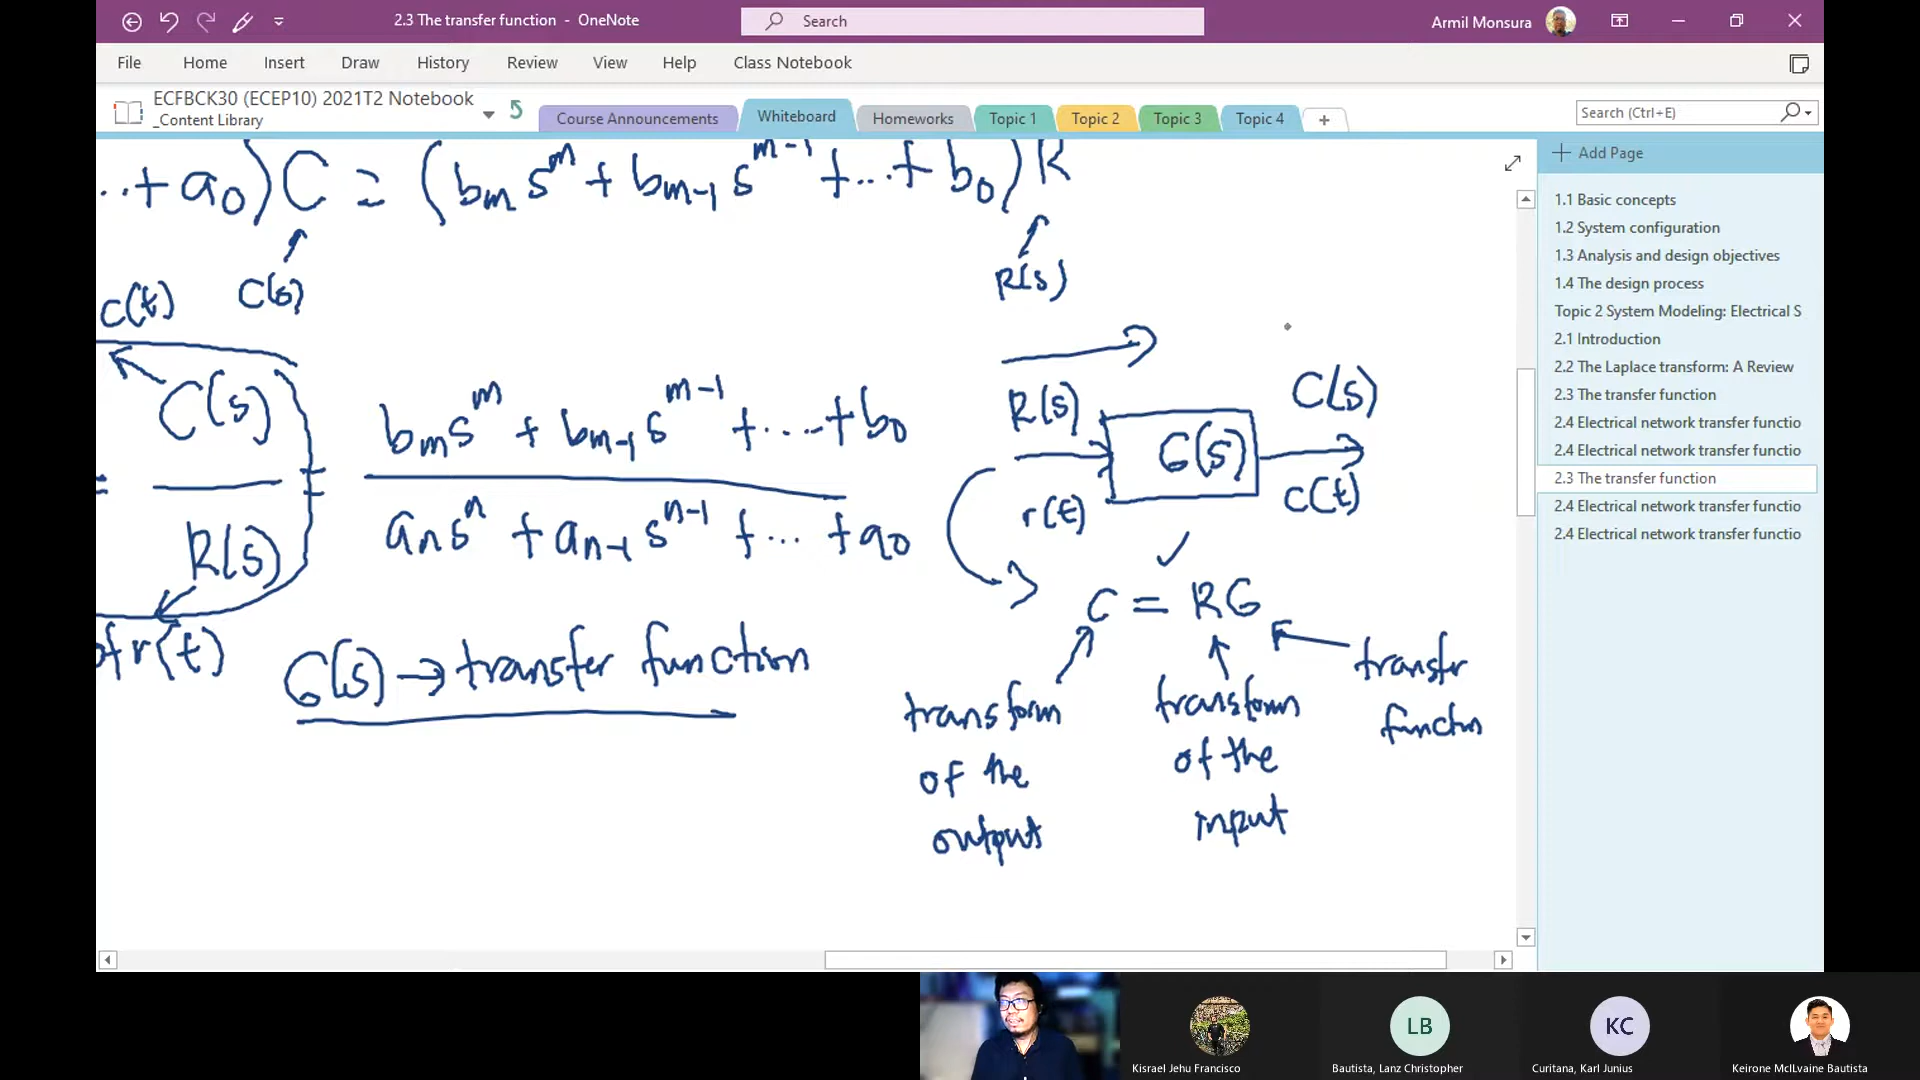 2.3 The transfer function - OneNote
Search
Armil Monsura
File Home Insert Draw History Review View Help Class Notebook
ECFBCK30 (ECEP10) 2021T2 Notebook
_Content Library
Course Announcements Whiteboard Homeworks Topic 1 Topic 2 Topic 3 Topic 4 +
Search (Ctrl+E)
Add Page
1.1 Basic concepts
1.2 System configuration
1.3 Analysis and design objectives
1.4 The design process
Topic 2 System Modeling: Electrical S
2.1 Introduction
2.2 The Laplace transform: A Review
2.3 The transfer function
2.4 Electrical network transfer functio
2.4 Electrical network transfer functio
2.3 The transfer function
2.4 Electrical network transfer functio
2.4 Electrical network transfer functio
..+ a0)C = (bm s^m + bm-1 s^m-1 +...+ b0)R
C(s)
R(s)
c(t)
C(s)
= R(s) =
bm s^m + bm-1 s^m-1 + .... + b0
an s^n + an-1 s^n-1 + ... + a0
of r(t)
G(s) → transfer function
R(s) G(s) C(s)
r(t) c(t)
✓
C = RG
transform
of the
output
transform
of the
input
transfer
functn
Kisrael Jehu Francisco
LB
Bautista, Lanz Christopher
KC
Curitana, Karl Junius
Keirone McIlvaine Bautista